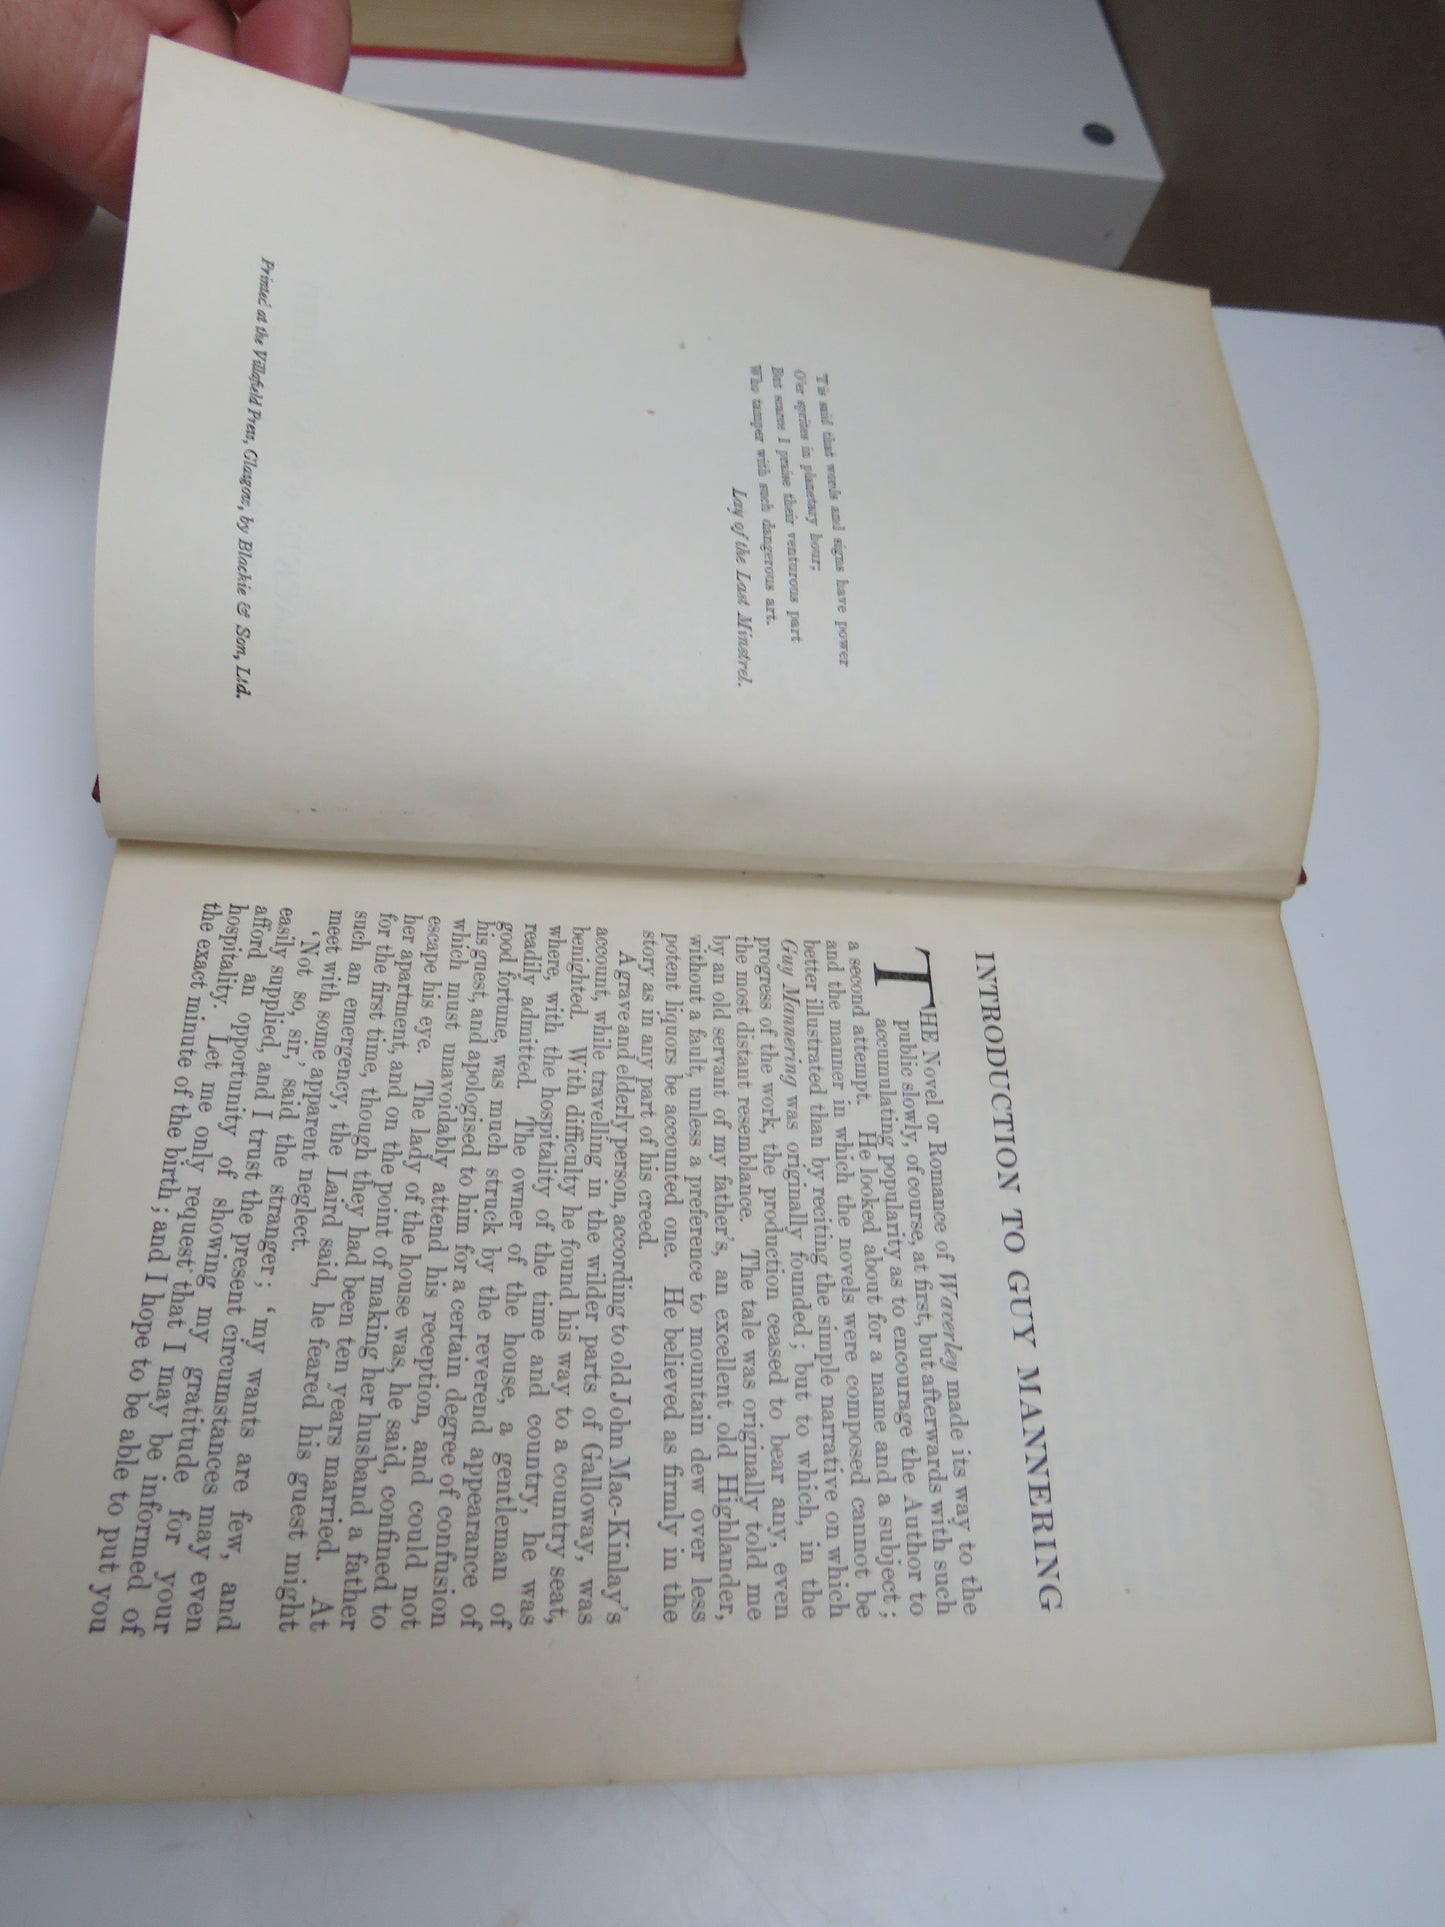 'Tis said that words and signs have power
O'er sprites in planetary hour;
But scarce I praise their venturous part
Who tamper with such dangerous art.
Lay of the Last Minstrel.
Printed at the Villafield Press, Glasgow, by Blackie & Son, Ltd.
INTRODUCTION TO GUY MANNERING
THE Novel or Romance of Waverley made its way to the
public slowly, of course, at first, but afterwards with such
accumulating popularity as to encourage the Author to
a second attempt. He looked about for a name and a subject;
and the manner in which the novels were composed cannot be
better illustrated than by reciting the simple narrative on which
Guy Mannering was originally founded; but to which, in the
progress of the work, the production ceased to bear any, even
the most distant resemblance. The tale was originally told me
by an old servant of my father's, an excellent old Highlander,
without a fault, unless a preference to mountain dew over less
potent liquors be accounted one. He believed as firmly in the
story as in any part of his creed.
A grave and elderly person, according to old John Mac-Kinlay's
account, while travelling in the wilder parts of Galloway, was
benighted. With difficulty he found his way to a country seat,
where, with the hospitality of the time and country, he was
readily admitted. The owner of the house, a gentleman of
good fortune, was much struck by the reverend appearance of
his guest, and apologised to him for a certain degree of confusion
which must unavoidably attend his reception, and could not
escape his eye. The lady of the house was, he said, confined to
her apartment, and on the point of making her husband a father
for the first time, though they had been ten years married. At
such an emergency, the Laird said, he feared his guest might
meet with some apparent neglect.
'Not so, sir,' said the stranger; 'my wants are few, and
easily supplied, and I trust the present circumstances may even
afford an opportunity of showing my gratitude for your
hospitality. Let me only request that I may be informed of
the exact minute of the birth; and I hope to be able to put you